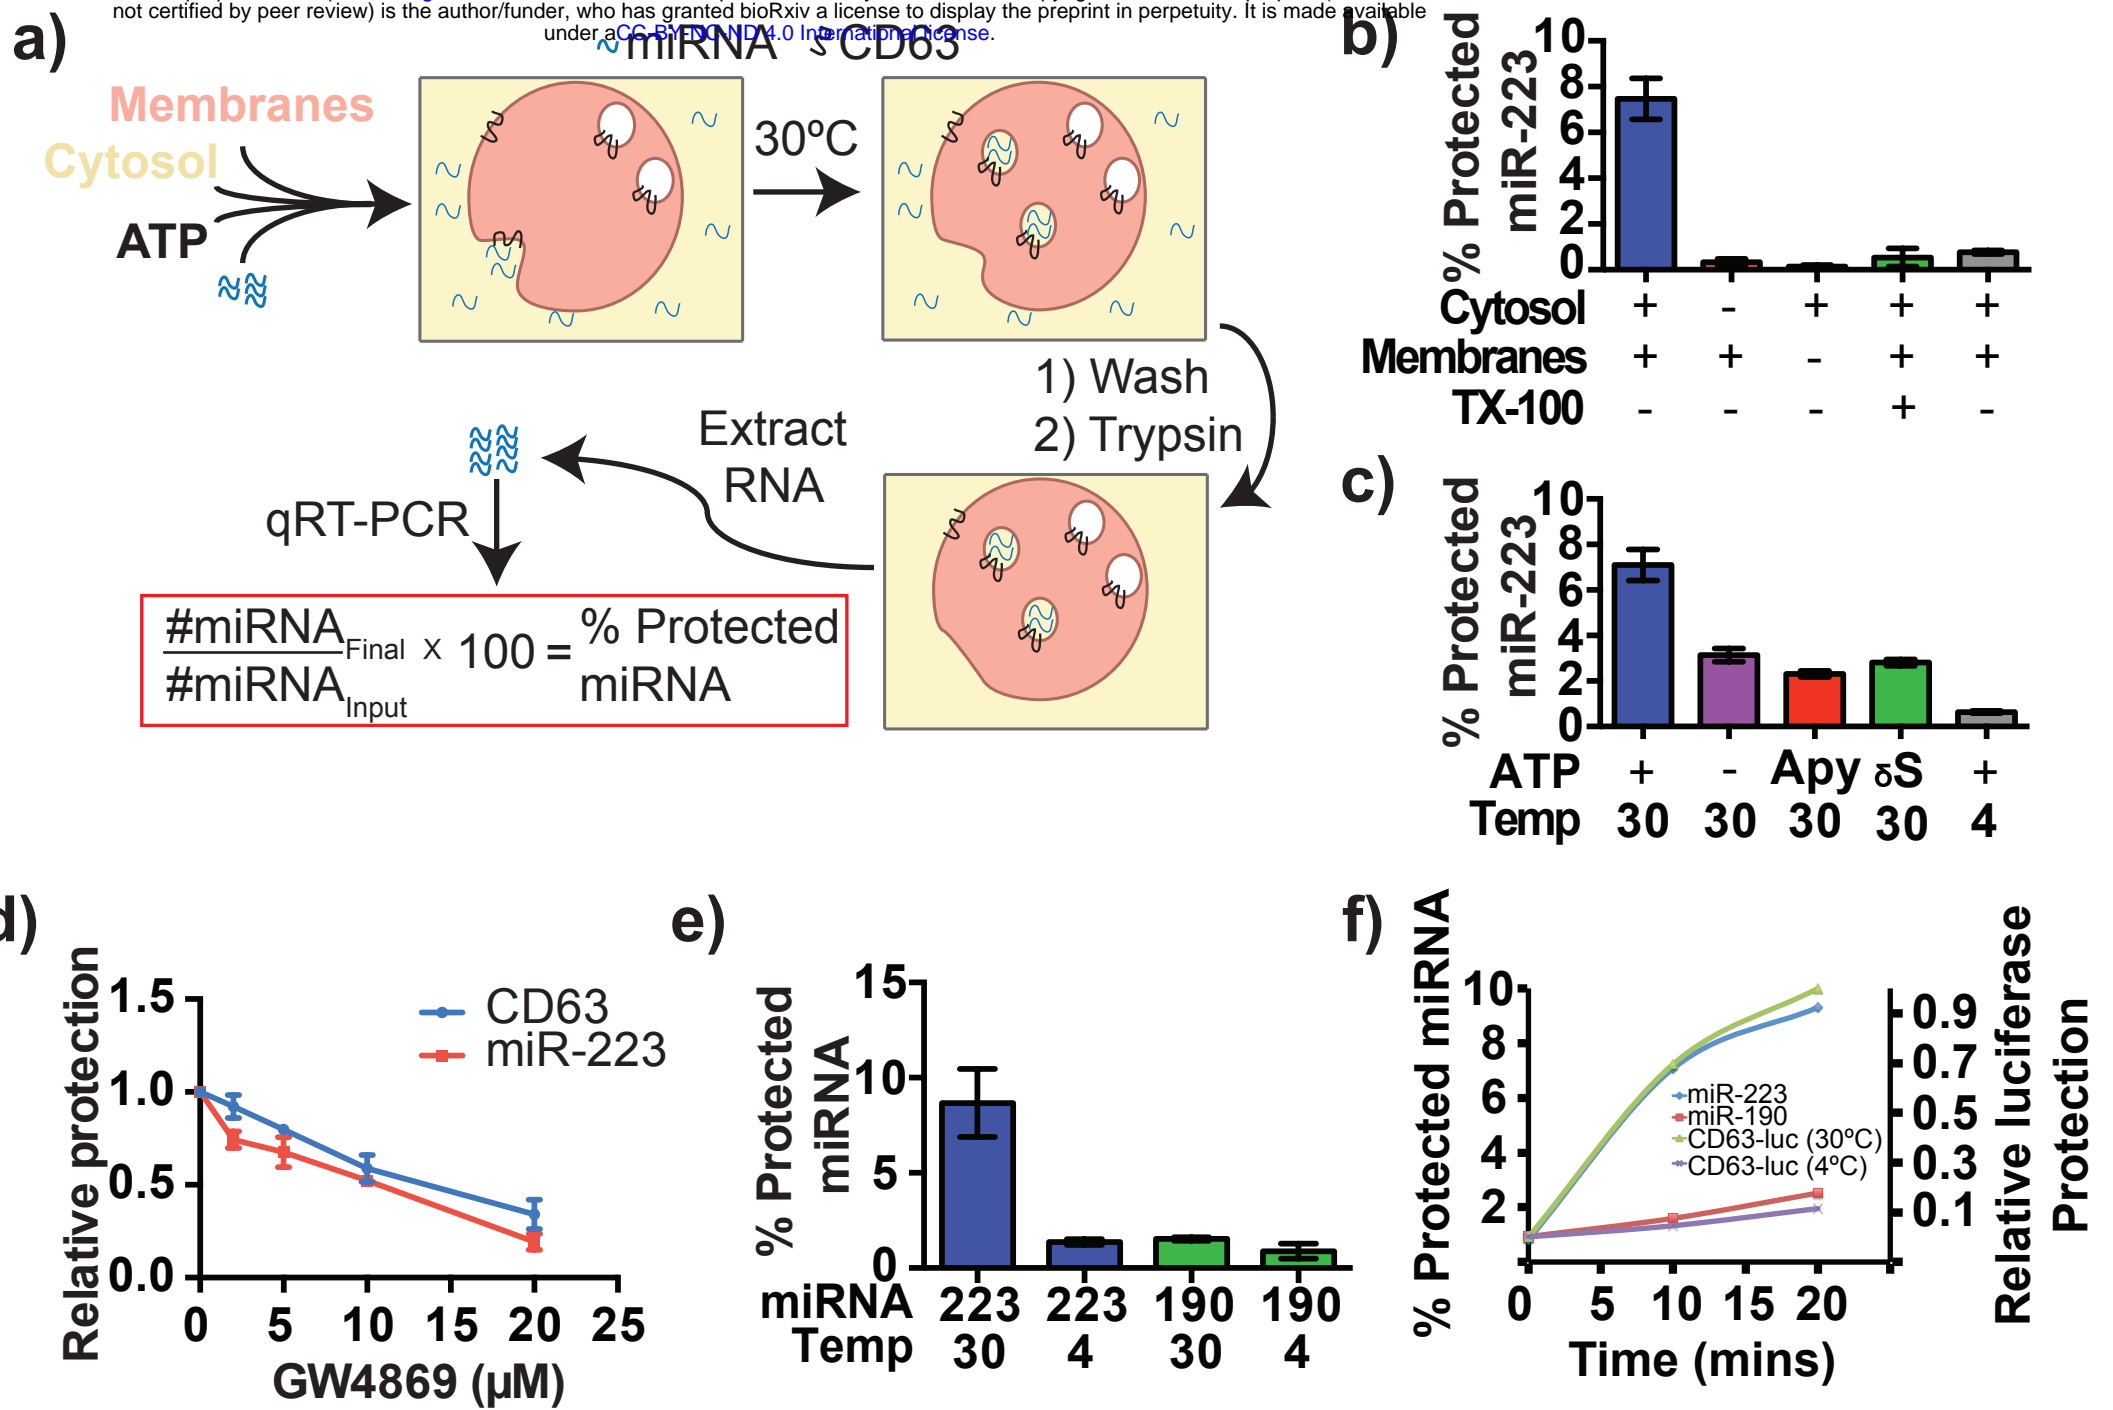 not certified by peer review) is the author/funder, who has granted bioRxiv a license to display the preprint in perpetuity. It is made available
under aCC-BY-NC-ND 4.0 International license.
a)
miRNA CD63
Membranes
Cytosol
ATP
30ºC
1) Wash
2) Trypsin
Extract
RNA
qRT-PCR
#miRNA Final X 100 = % Protected
#miRNA Input miRNA
b)
% Protected
miR-223
10
8
6
4
2
0
Cytosol + - + + +
Membranes + + - + +
TX-100 - - - + -
c)
% Protected
miR-223
10
8
6
4
2
0
ATP + - Apy δS +
Temp 30 30 30 30 4
d)
Relative protection
1.5
1.0
0.5
0.0
CD63
miR-223
0 5 10 15 20 25
GW4869 (µM)
e)
% Protected
miRNA
15
10
5
0
miRNA 223 223 190 190
Temp 30 4 30 4
f)
% Protected miRNA
10
8
6
4
2
miR-223
miR-190
CD63-luc (30ºC)
CD63-luc (4ºC)
0.9
0.7
0.5
0.3
0.1
Relative luciferase
Protection
0 5 10 15 20
Time (mins)